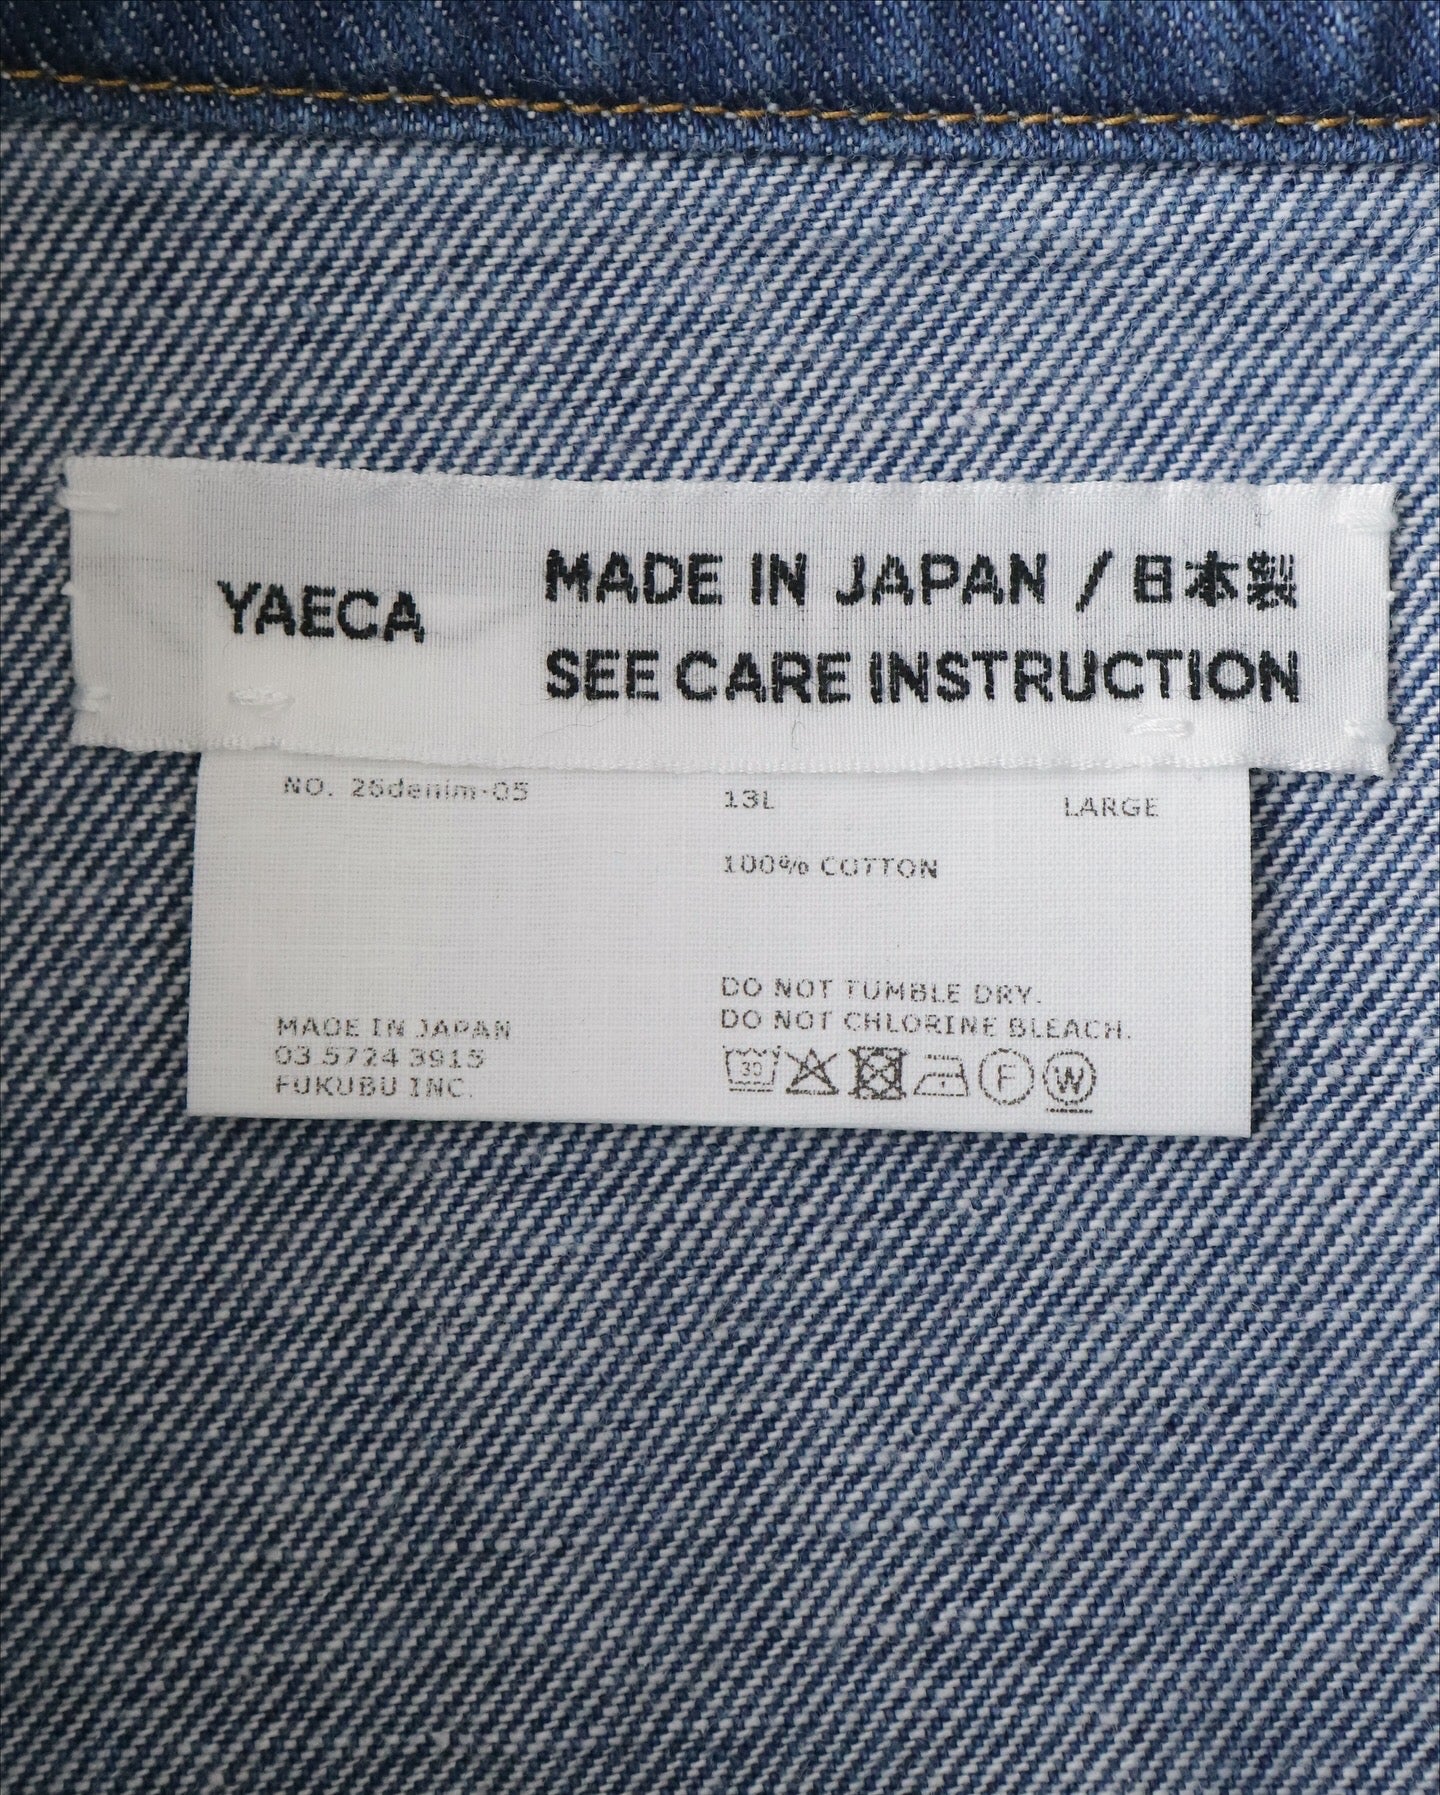 YAECA
MADE IN JAPAN / 日本製
SEE CARE INSTRUCTION
NO. 26denim-05
13L
LARGE
100% COTTON
DO NOT TUMBLE DRY.
DO NOT CHLORINE BLEACH.
MADE IN JAPAN
03 5724 3915
FUKUBU INC.
30
F
W